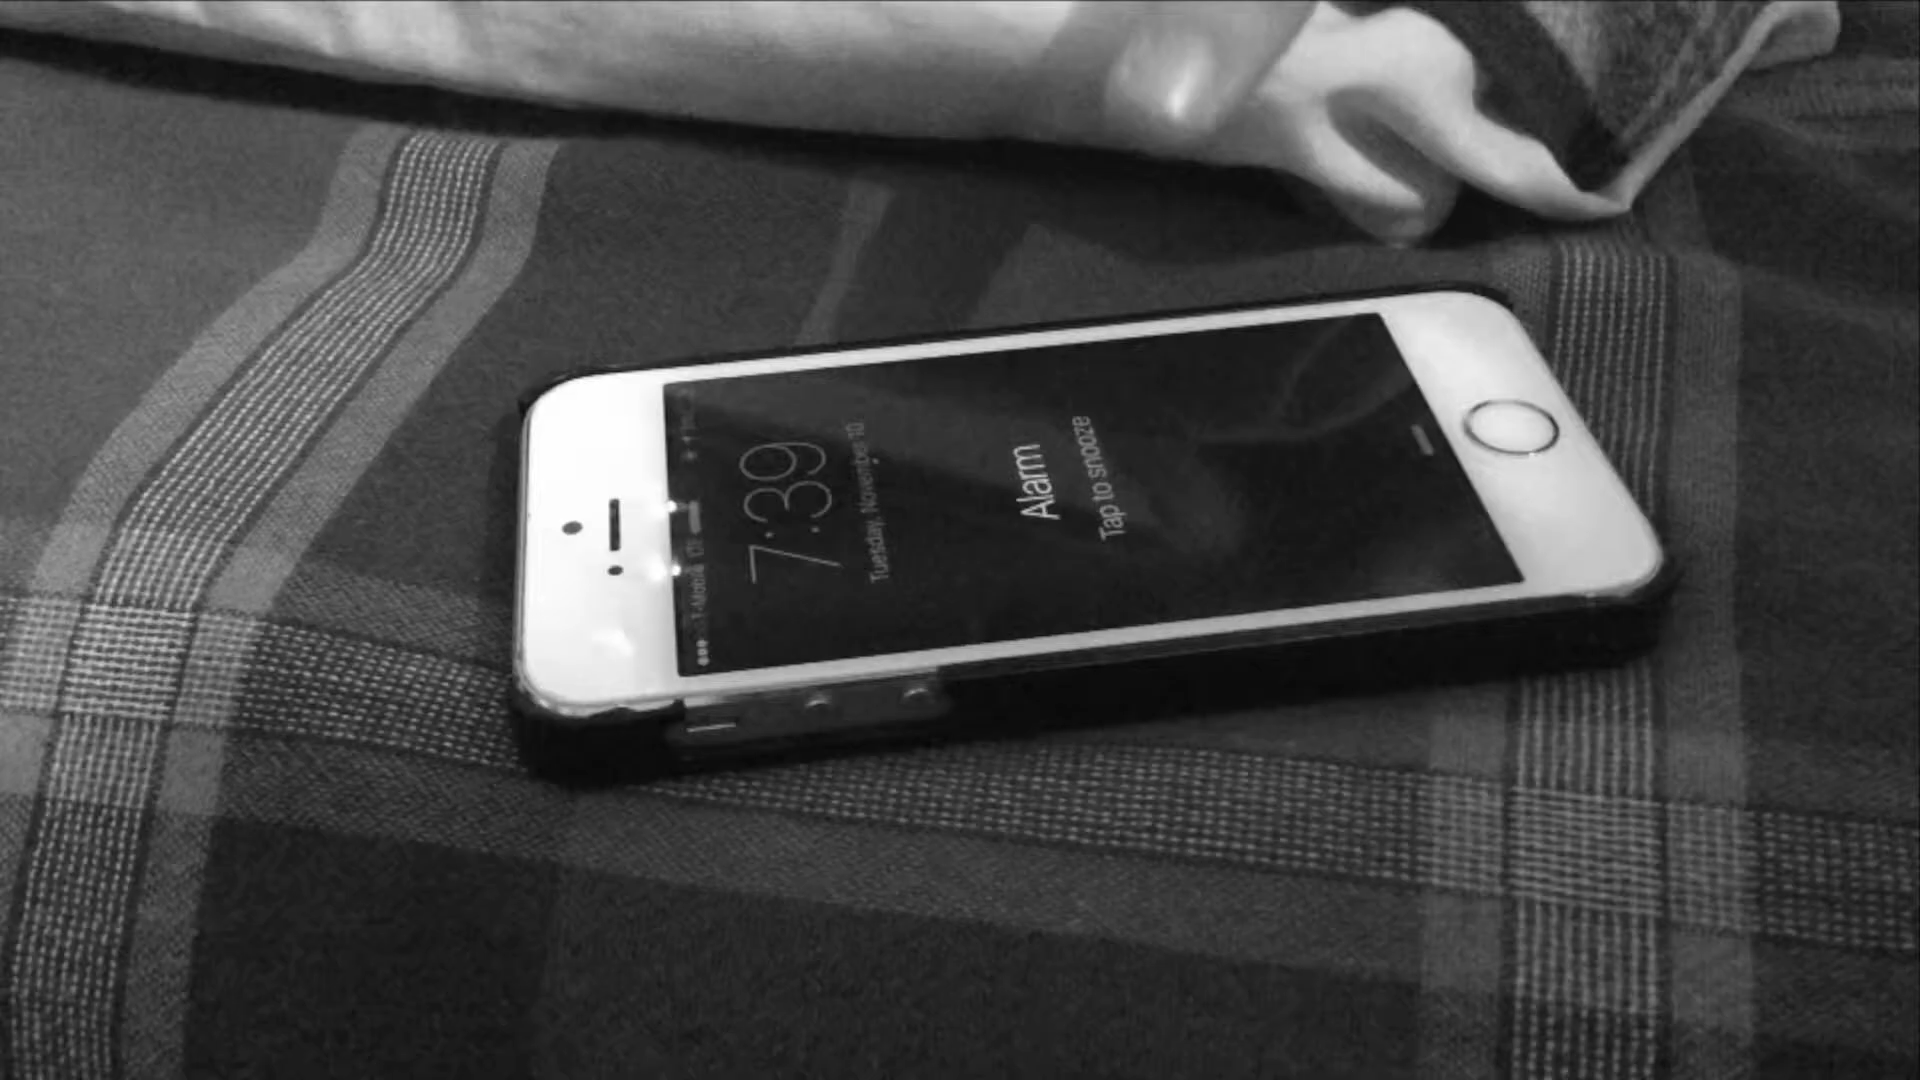 T-Mobile
7:39
Tuesday, November 10
Alarm
Tap to snooze